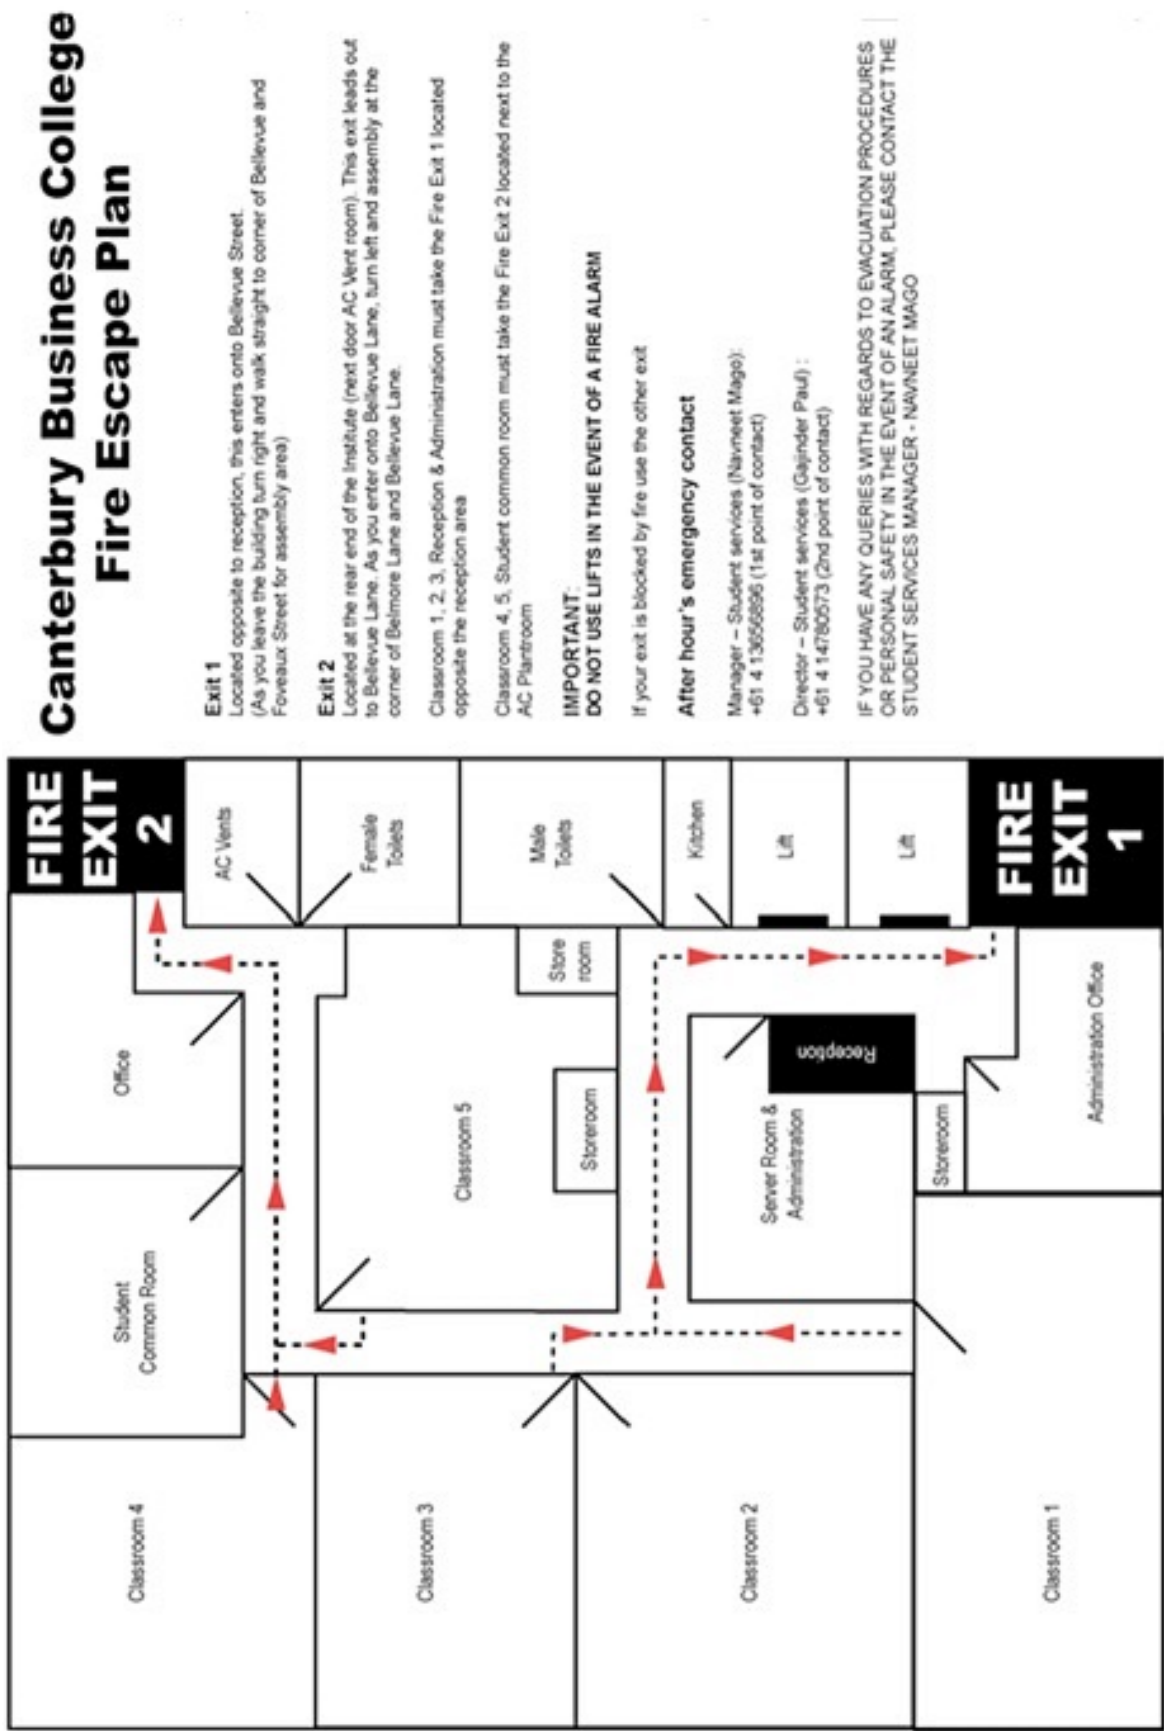 Canterbury Business College
Fire Escape Plan
Exit 1
Located opposite to reception, this enters onto Bellevue Street.
(As you leave the building turn right and walk straight to corner of Bellevue and
Foveaux Street for assembly area)
Exit 2
Located at the rear end of the Institute (next door AC Vent room). This exit leads out
to Bellevue Lane. As you enter onto Bellevue Lane, turn left and assembly at the
corner of Belmore Lane and Bellevue Lane.
Classroom 1, 2, 3, Reception & Administration must take the Fire Exit 1 located
opposite the reception area
Classroom 4, 5, Student common room must take the Fire Exit 2 located next to the
AC Plantroom
IMPORTANT:
DO NOT USE LIFTS IN THE EVENT OF A FIRE ALARM
If your exit is blocked by fire use the other exit
After hour's emergency contact
Manager – Student services (Navneet Mago):
+61 4 13656896 (1st point of contact)
Director – Student services (Gajinder Paul) :
+61 4 14780573 (2nd point of contact)
IF YOU HAVE ANY QUERIES WITH REGARDS TO EVACUATION PROCEDURES
OR PERSONAL SAFETY IN THE EVENT OF AN ALARM, PLEASE CONTACT THE
STUDENT SERVICES MANAGER - NAVNEET MAGO
FIRE
EXIT
2
AC Vents
Female
Toilets
Male
Toilets
Kitchen
Lift
Lift
FIRE
EXIT
1
Office
Store
room
Reception
Administration Office
Student
Common Room
Classroom 5
Storeroom
Server Room &
Administration
Storeroom
Classroom 4
Classroom 3
Classroom 2
Classroom 1